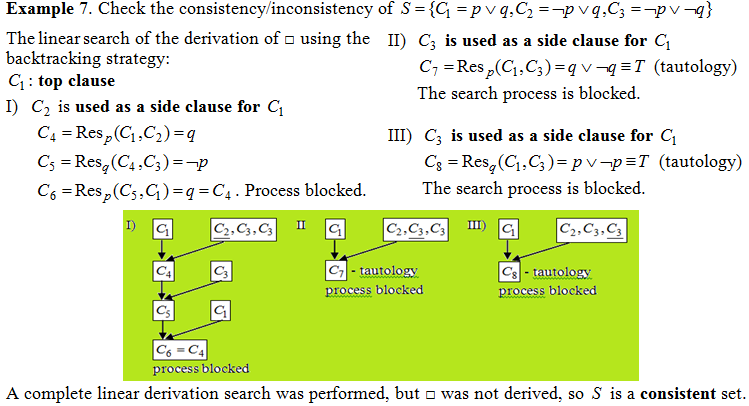 Example 7. Check the consistency/inconsistency of S = {C₁ = p ∨ q, C₂ = ¬p ∨ q, C₃ = ¬p ∨ ¬q}
The linear search of the derivation of □ using the
backtracking strategy:
C₁ : top clause
I) C₂ is used as a side clause for C₁
C₄ = Resₚ(C₁,C₂) = q
C₅ = Res_q(C₄,C₃) = ¬p
C₆ = Resₚ(C₅,C₁) = q = C₄. Process blocked.
II) C₃ is used as a side clause for C₁
C₇ = Resₚ(C₁,C₃) = q ∨ ¬q ≡ T (tautology)
The search process is blocked.
III) C₃ is used as a side clause for C₁
C₈ = Res_q(C₁,C₃) = p ∨ ¬p ≡ T (tautology)
The search process is blocked.
I) C₁ C₂,C₃,C₃
C₄ C₃
C₅ C₁
C₆ = C₄
process blocked
II C₁ C₂,C₃,C₃
C₇ - tautology
process blocked
III) C₁ C₂,C₃,C₃
C₈ - tautology
process blocked
A complete linear derivation search was performed, but □ was not derived, so S is a consistent set.